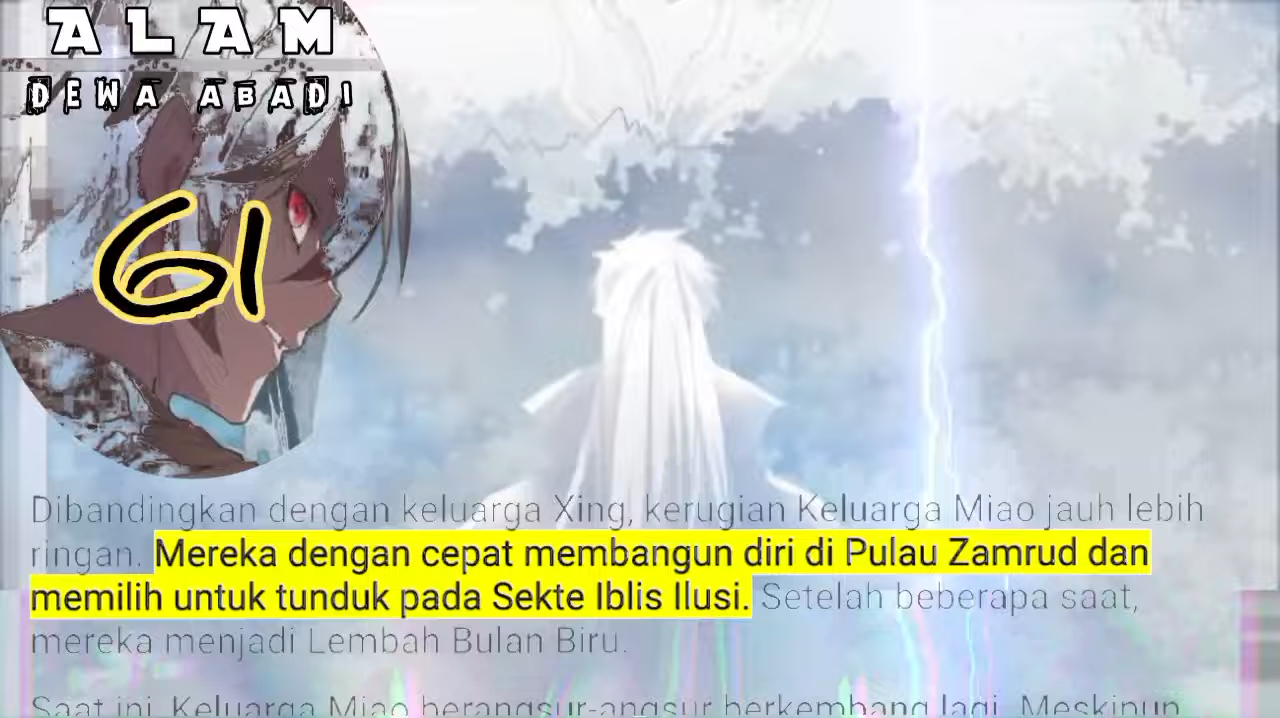 ALAM
DEWA ABADI
61
Dibandingkan dengan keluarga Xing, kerugian Keluarga Miao jauh lebih
ringan. Mereka dengan cepat membangun diri di Pulau Zamrud dan
memilih untuk tunduk pada Sekte Iblis Ilusi. Setelah beberapa saat,
mereka menjadi Lembah Bulan Biru.
Saat ini, Keluarga Miao berangsur-angsur berkembang lagi. Meskipun